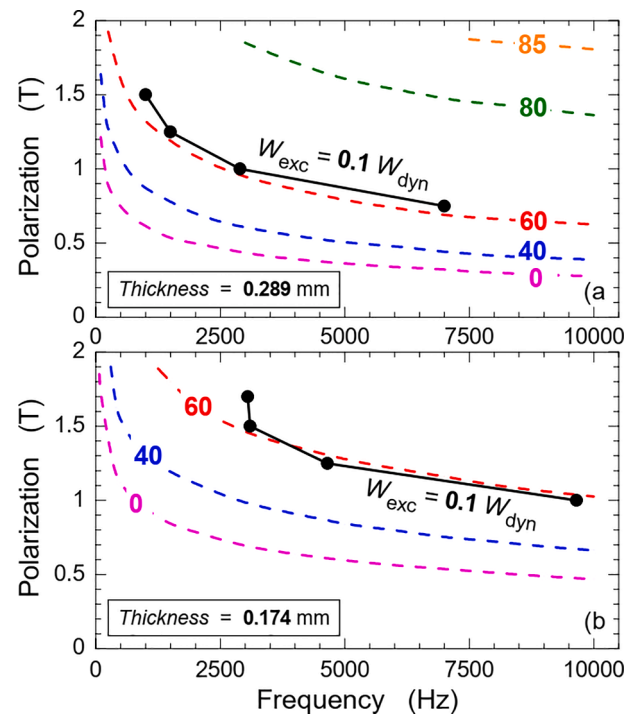 2
1.5
1
0.5
0
Polarization (T)
85
80
W_exc = 0.1 W_dyn
60
40
0
Thickness = 0.289 mm
(a
0 2500 5000 7500 10000
2
1.5
1
0.5
0
Polarization (T)
60
40
0
W_exc = 0.1 W_dyn
Thickness = 0.174 mm
(b
0 2500 5000 7500 10000
Frequency (Hz)